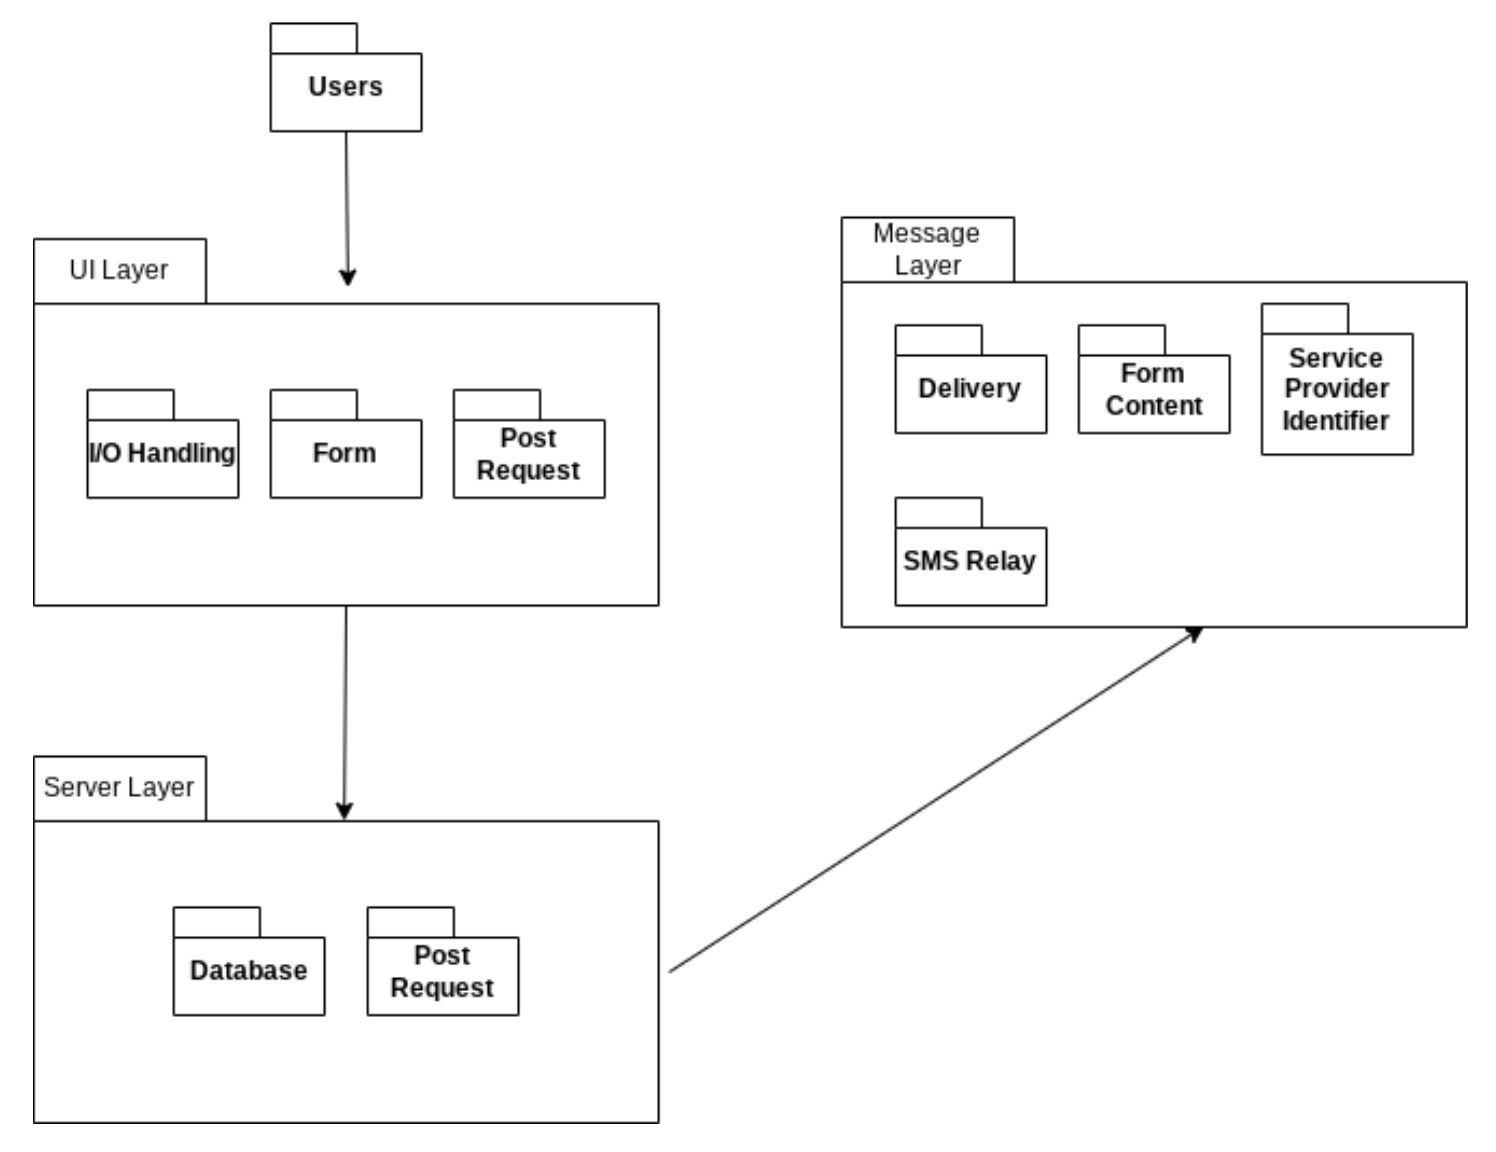 Users
UI Layer
I/O Handling
Form
Post
Request
Message
Layer
Delivery
Form
Content
Service
Provider
Identifier
SMS Relay
Server Layer
Database
Post
Request